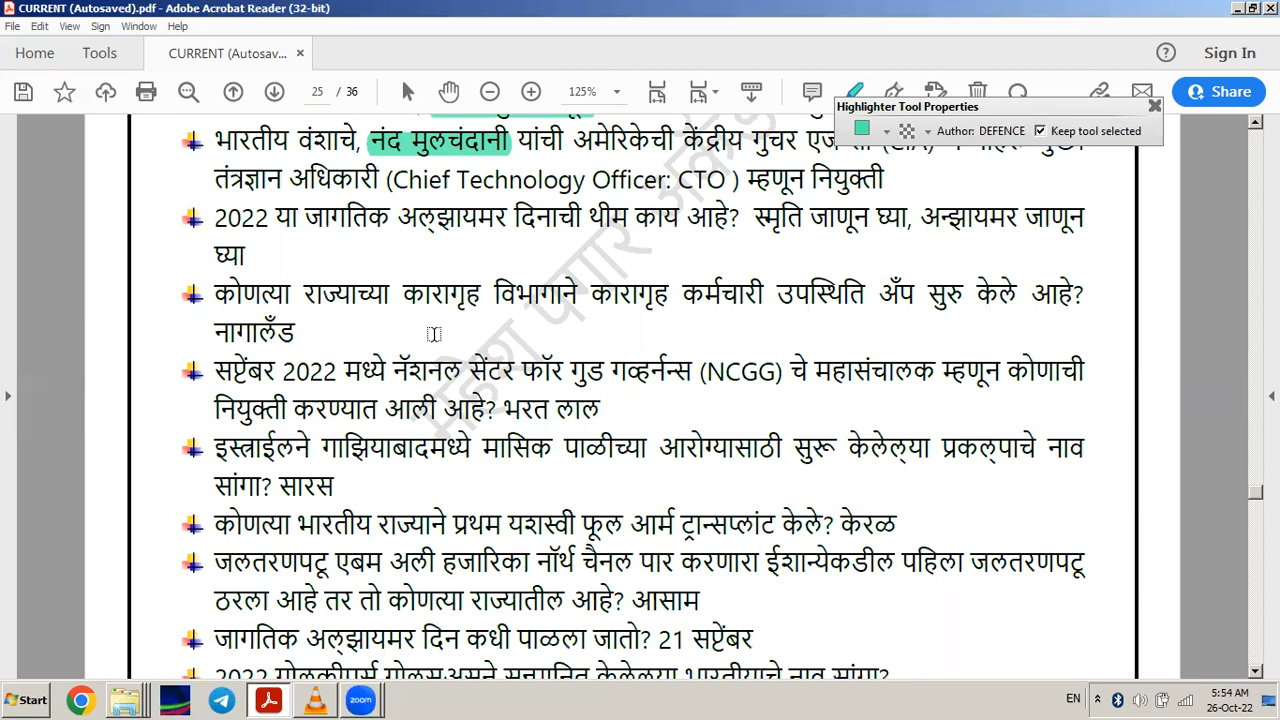 CURRENT (Autosaved).pdf - Adobe Acrobat Reader (32-bit)
File Edit View Sign Window Help
Home Tools CURRENT (Autosav... × Sign In
25 / 36 125% Share
Highlighter Tool Properties
Author: DEFENCE Keep tool selected
भारतीय वंशाचे, नंद मुलचंदानी यांची अमेरिकेची केंद्रीय गुचर
तंत्रज्ञान अधिकारी (Chief Technology Officer: CTO ) म्हणून नियुक्ती
2022 या जागतिक अल्झायमर दिनाची थीम काय आहे? स्मृति जाणून घ्या, अन्झायमर जाणून
घ्या
कोणत्या राज्याच्या कारागृह विभागाने कारागृह कर्मचारी उपस्थिति अँप सुरु केले आहे?
नागालँड
सप्टेंबर 2022 मध्ये नॅशनल सेंटर फॉर गुड गव्हर्नन्स (NCGG) चे महासंचालक म्हणून कोणाची
नियुक्ती करण्यात आली आहे? भरत लाल
इस्त्राईलने गाझियाबादमध्ये मासिक पाळीच्या आरोग्यासाठी सुरू केलेल्या प्रकल्पाचे नाव
सांगा? सारस
कोणत्या भारतीय राज्याने प्रथम यशस्वी फूल आर्म ट्रान्सप्लांट केले? केरळ
जलतरणपटू एबम अली हजारिका नॉर्थ चैनल पार करणारा ईशान्येकडील पहिला जलतरणपटू
ठरला आहे तर तो कोणत्या राज्यातील आहे? आसाम
जागतिक अल्झायमर दिन कधी पाळला जातो? 21 सप्टेंबर
महेश पगार
Start zoom EN 5:54 AM
26-Oct-22